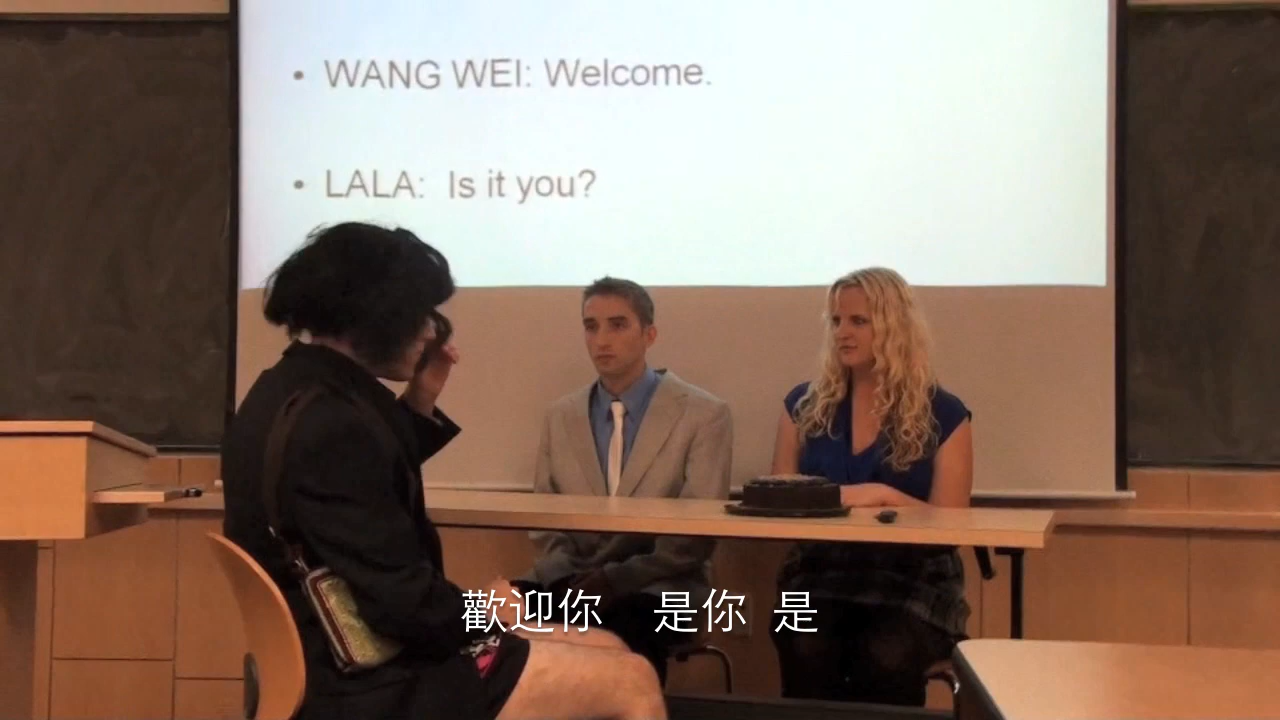 • WANG WEI: Welcome.
• LALA: Is it you?
歡迎你 是你 是